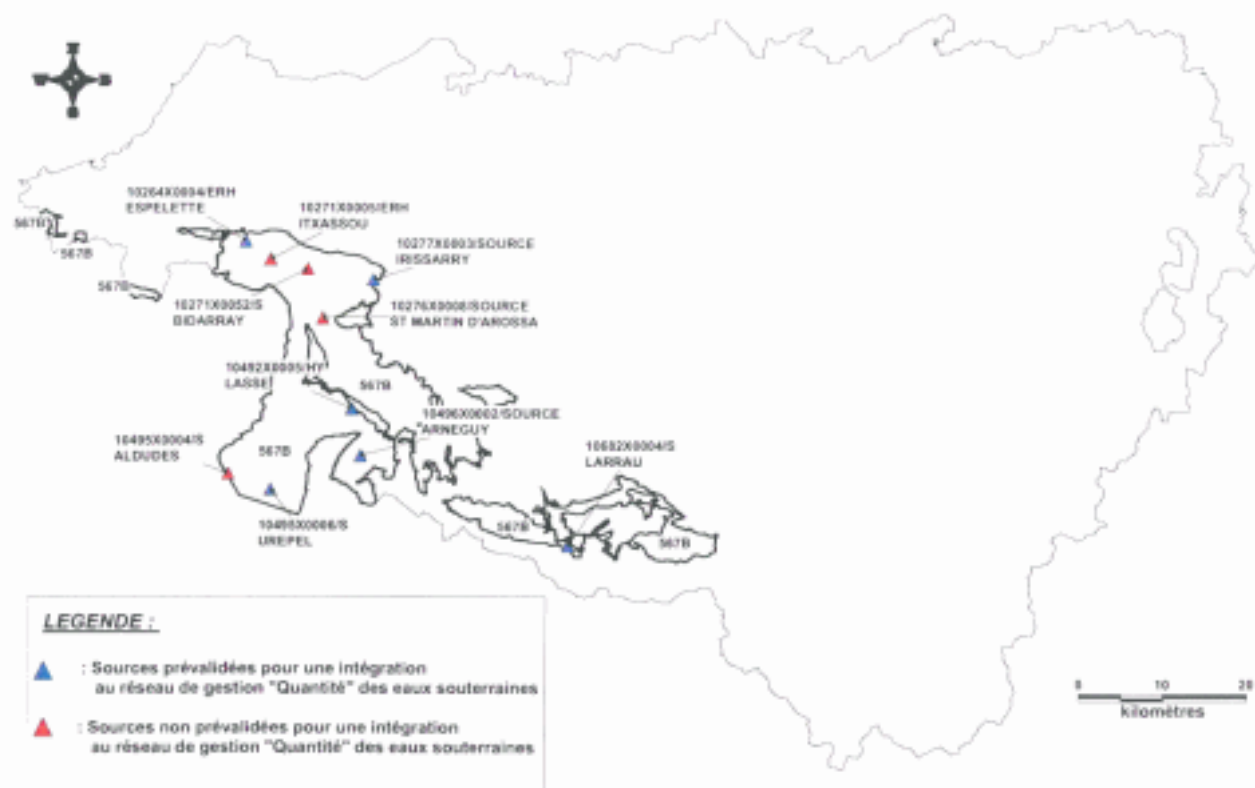 10264X0004/ERH
ESPELETTE
10271X0005/ERH
ITXASSOU
10277X0003/SOURCE
IRISSARRY
567B
567B
567B
10271X0052/S
BIDARRAY
10276X0008/SOURCE
ST MARTIN D'AROSSA
10492X0005/HY
LASSE
567B
10496X0002/SOURCE
ARNEGUY
10495X0004/S
ALDUDES
567B
10602X0004/S
LARRAU
10495X0006/S
UREPEL
567B
567B
LEGENDE :
: Sources prévalidées pour une intégration
au réseau de gestion "Quantité" des eaux souterraines
: Sources non prévalidées pour une intégration
au réseau de gestion "Quantité" des eaux souterraines
0 10 20
kilomètres